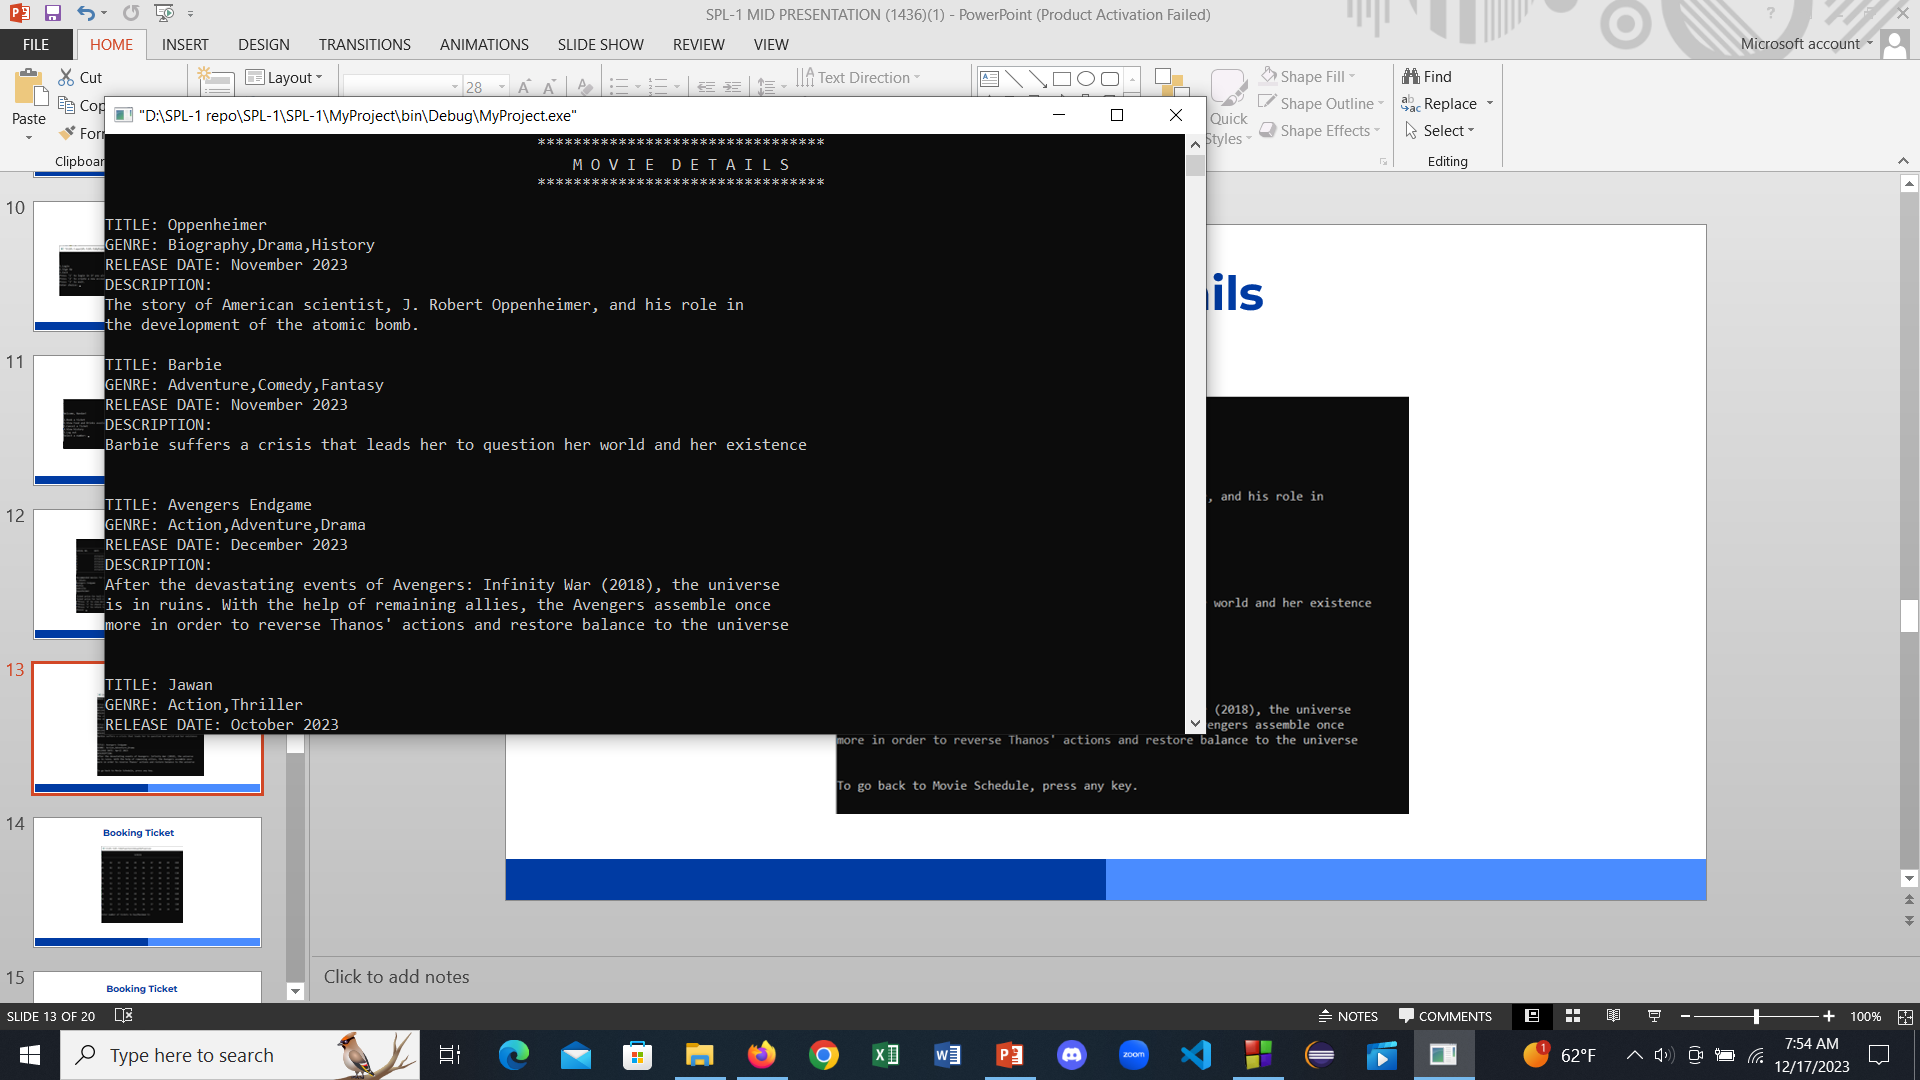 SPL-1 MID PRESENTATION (1436)(1) - PowerPoint (Product Activation Failed)
FILE HOME INSERT DESIGN TRANSITIONS ANIMATIONS SLIDE SHOW REVIEW VIEW
Microsoft account
Paste
Cut
Cop
Form
Clipboard
Layout
28
Text Direction
Quick
Styles
Shape Fill
Shape Outline
Shape Effects
Find
Replace
Select
Editing
"D:\SPL-1 repo\SPL-1\SPL-1\MyProject\bin\Debug\MyProject.exe"
********************************
M O V I E  D E T A I L S
********************************
TITLE: Oppenheimer
GENRE: Biography,Drama,History
RELEASE DATE: November 2023
DESCRIPTION:
The story of American scientist, J. Robert Oppenheimer, and his role in
the development of the atomic bomb.
TITLE: Barbie
GENRE: Adventure,Comedy,Fantasy
RELEASE DATE: November 2023
DESCRIPTION:
Barbie suffers a crisis that leads her to question her world and her existence
TITLE: Avengers Endgame
GENRE: Action,Adventure,Drama
RELEASE DATE: December 2023
DESCRIPTION:
After the devastating events of Avengers: Infinity War (2018), the universe
is in ruins. With the help of remaining allies, the Avengers assemble once
more in order to reverse Thanos' actions and restore balance to the universe
TITLE: Jawan
GENRE: Action,Thriller
RELEASE DATE: October 2023
10
11
12
13
14
Booking Ticket
15
Booking Ticket
ails
, and his role in
world and her existence
(2018), the universe
vengers assemble once
more in order to reverse Thanos' actions and restore balance to the universe
To go back to Movie Schedule, press any key.
Click to add notes
SLIDE 13 OF 20
NOTES
COMMENTS
100%
Type here to search
zoom
1
62°F
7:54 AM
12/17/2023